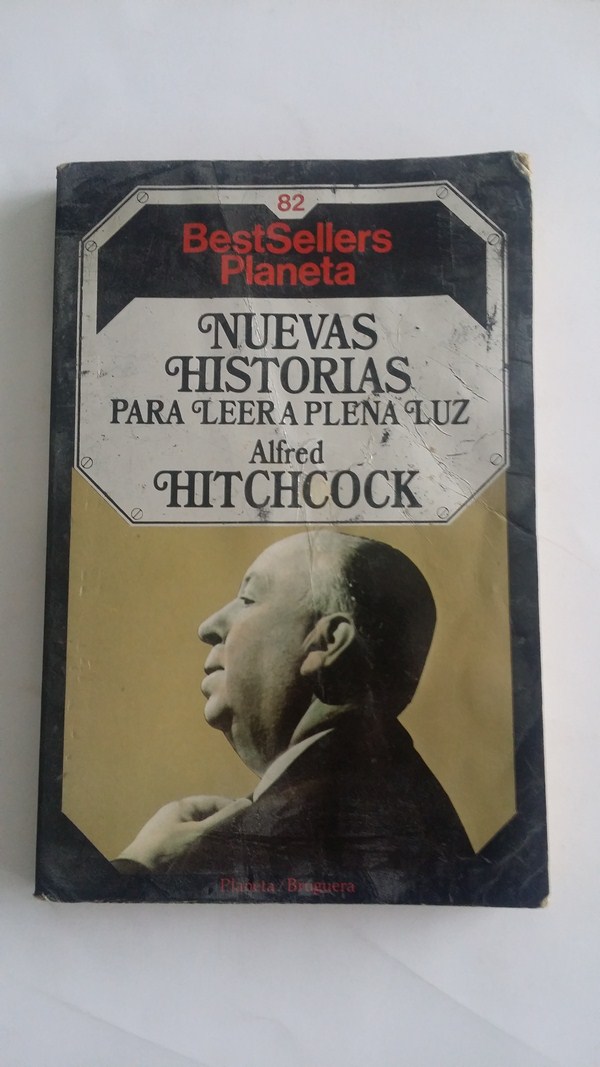 82
BestSellers
Planeta
NUEVAS
HISTORIAS
PARA LEER A PLENA LUZ
Alfred
HITCHCOCK
Planeta / Bruguera